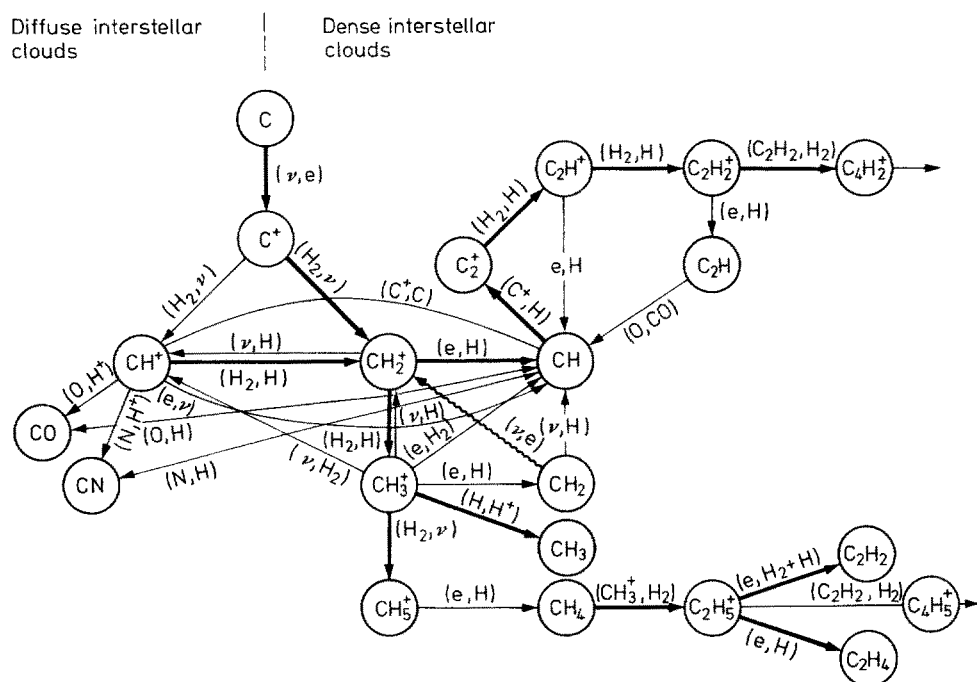 Diffuse interstellar
clouds
Dense interstellar
clouds
C
(ν,e)
C⁺
(H₂,ν)
(H₂,ν)
(C⁺,C)
C₂⁺
(H₂,H)
C₂H⁺
(H₂,H)
C₂H₂⁺
(C₂H₂,H₂)
C₄H₂⁺
(e,H)
e,H
C₂H
(C⁺,H)
(O,CO)
CH⁺
(ν,H)
(H₂,H)
CH₂⁺
(e,H)
CH
(O,H⁺)
(N,H⁺)
(e,ν)
(O,H)
CO
CN
(N,H)
(ν,H₂)
(H₂,H)
(ν,H)
(e,H₂)
(ν,e)
(ν,H)
CH₃⁺
(e,H)
CH₂
(H,H⁺)
CH₃
(H₂,ν)
CH₅⁺
(e,H)
CH₄
(CH₃⁺,H₂)
C₂H₅⁺
(e,H₂+H)
C₂H₂
(C₂H₂,H₂)
C₄H₅⁺
(e,H)
C₂H₄